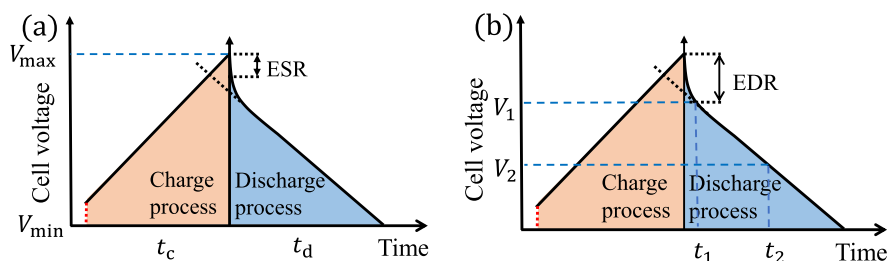 (a)
V_max
ESR
Cell voltage
Charge process
Discharge process
V_min
t_c
t_d
Time
(b)
EDR
V_1
V_2
Cell voltage
Charge process
Discharge process
t_1
t_2
Time